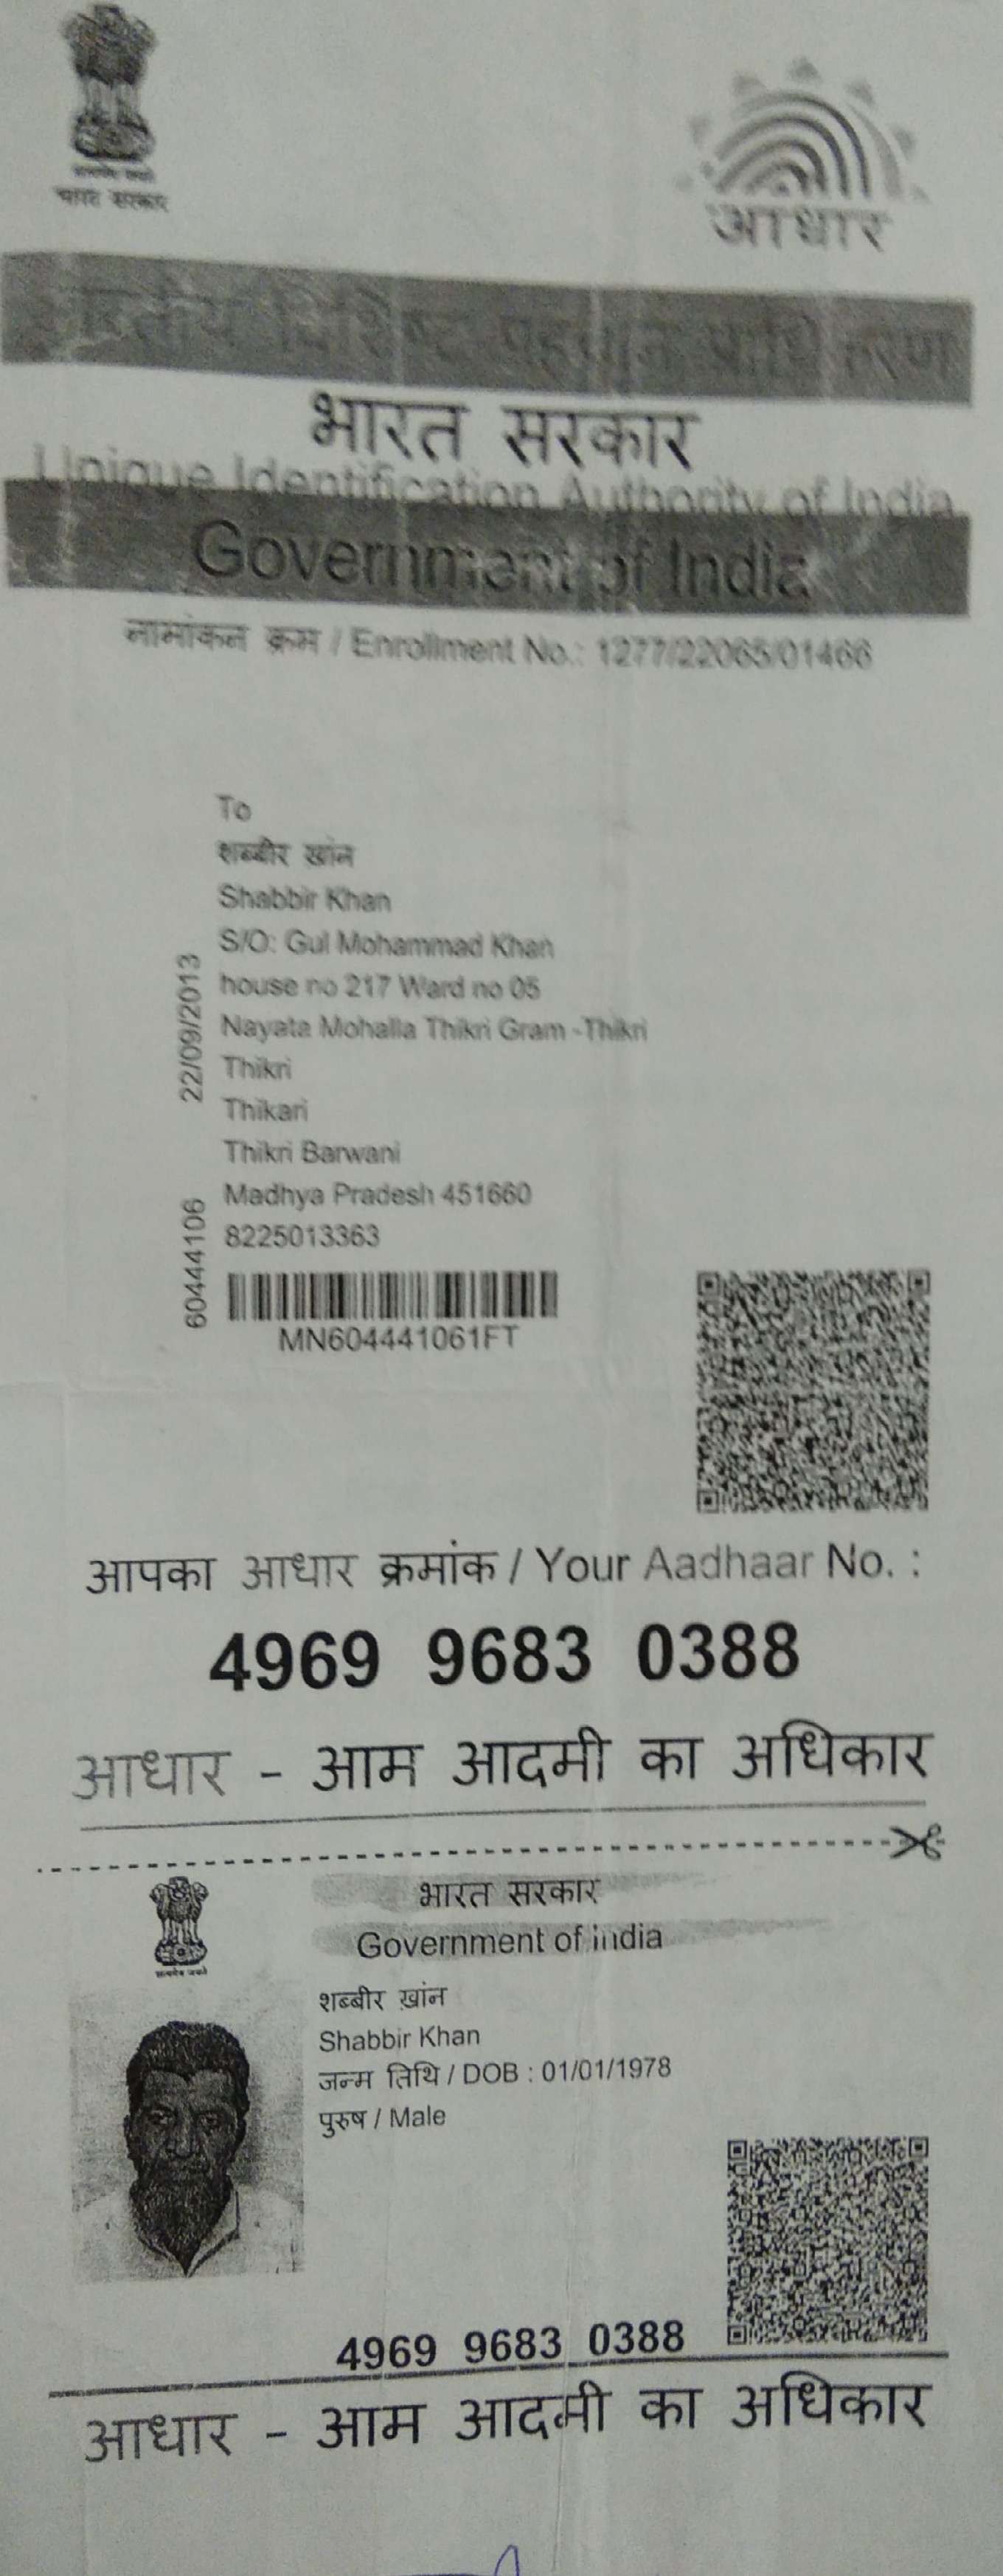 भारत सरकार
आधार
भारत सरकार
Unique Identification Authority of India
Government of India
नामांकन क्रम / Enrollment No.: 1277/22065/01466
To
शब्बीर खांन
Shabbir Khan
S/O: Gul Mohammad Khan
house no 217 Ward no 05
Nayata Mohalla Thikri Gram -Thikri
Thikri
Thikari
Thikri Barwani
Madhya Pradesh 451660
8225013363
22/09/2013
60444106
MN604441061FT
आपका आधार क्रमांक / Your Aadhaar No. :
4969 9683 0388
आधार - आम आदमी का अधिकार
भारत सरकार
Government of india
शब्बीर खांन
Shabbir Khan
जन्म तिथि / DOB : 01/01/1978
पुरुष / Male
4969 9683 0388
आधार - आम आदमी का अधिकार